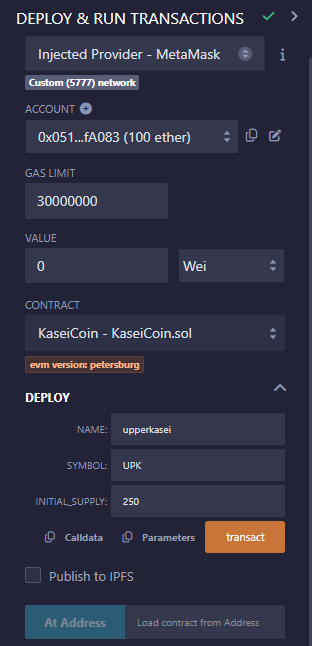 DEPLOY & RUN TRANSACTIONS
Injected Provider - MetaMask
Custom (5777) network
ACCOUNT
0x051...fA083 (100 ether)
GAS LIMIT
30000000
VALUE
0 Wei
CONTRACT
KaseiCoin - KaseiCoin.sol
evm version: petersburg
DEPLOY
NAME: upperkasei
SYMBOL: UPK
INITIAL_SUPPLY: 250
Calldata Parameters transact
Publish to IPFS
At Address Load contract from Address